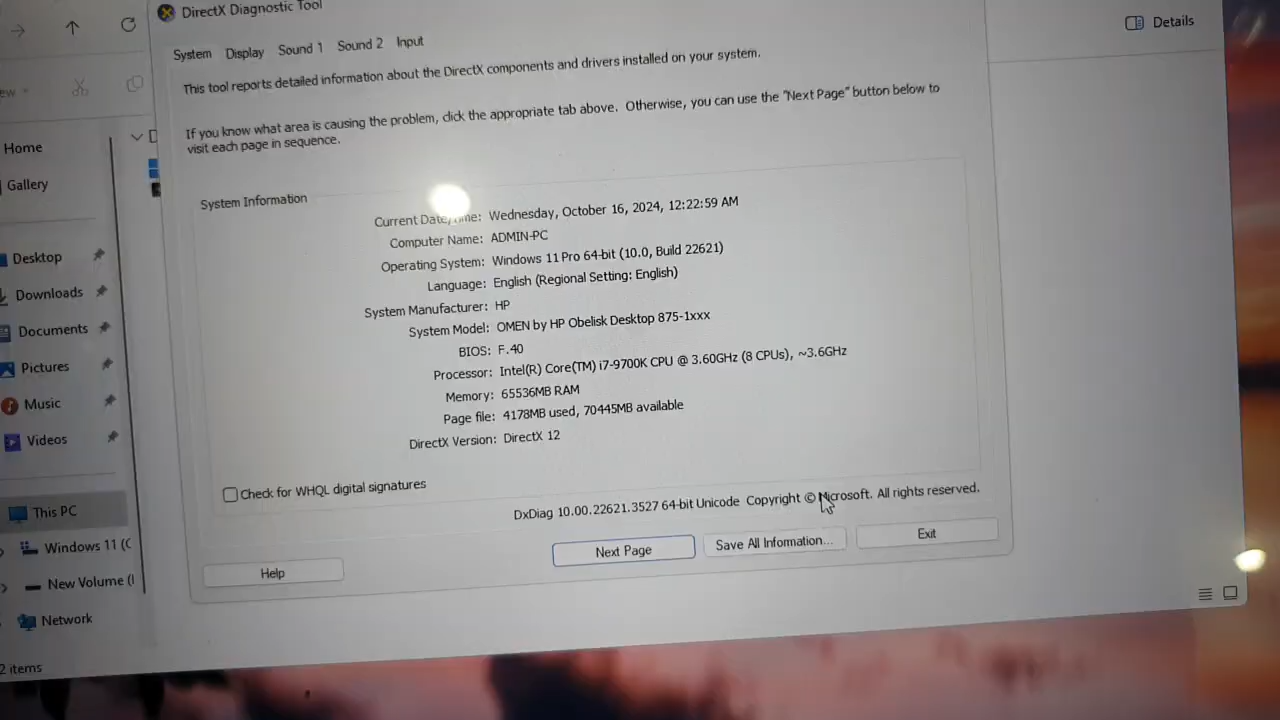 DirectX Diagnostic Tool
Details
System Display Sound 1 Sound 2 Input
This tool reports detailed information about the DirectX components and drivers installed on your system.
If you know what area is causing the problem, click the appropriate tab above. Otherwise, you can use the "Next Page" button below to
visit each page in sequence.
Home
Gallery
Desktop
Downloads
Documents
Pictures
Music
Videos
This PC
Windows 11 (C
New Volume (
Network
2 items
System Information
Current Date/Time: Wednesday, October 16, 2024, 12:22:59 AM
Computer Name: ADMIN-PC
Operating System: Windows 11 Pro 64-bit (10.0, Build 22621)
Language: English (Regional Setting: English)
System Manufacturer: HP
System Model: OMEN by HP Obelisk Desktop 875-1xxx
BIOS: F.40
Processor: Intel(R) Core(TM) i7-9700K CPU @ 3.60GHz (8 CPUs), ~3.6GHz
Memory: 65536MB RAM
Page file: 4178MB used, 70445MB available
DirectX Version: DirectX 12
Check for WHQL digital signatures
DxDiag 10.00.22621.3527 64-bit Unicode Copyright © Microsoft. All rights reserved.
Help
Next Page
Save All Information...
Exit